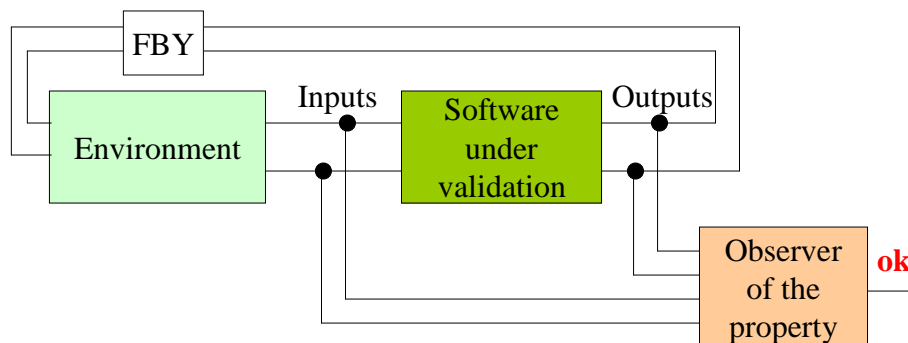 FBY
Inputs
Outputs
Environment
Software
under
validation
Observer
of the
property
ok